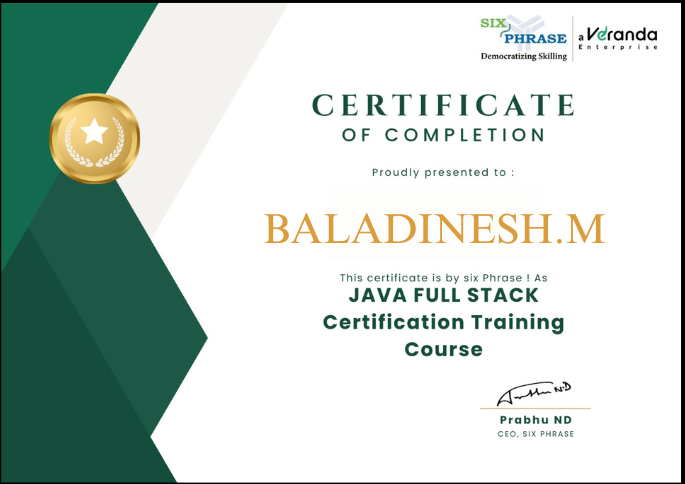 SIX
PHRASE
Democratizing Skilling
a Veranda
Enterprise
CERTIFICATE
OF COMPLETION
Proudly presented to :
BALADINESH.M
This certificate is by six Phrase ! As
JAVA FULL STACK
Certification Training
Course
Prabhu ND
Prabhu ND
CEO, SIX PHRASE